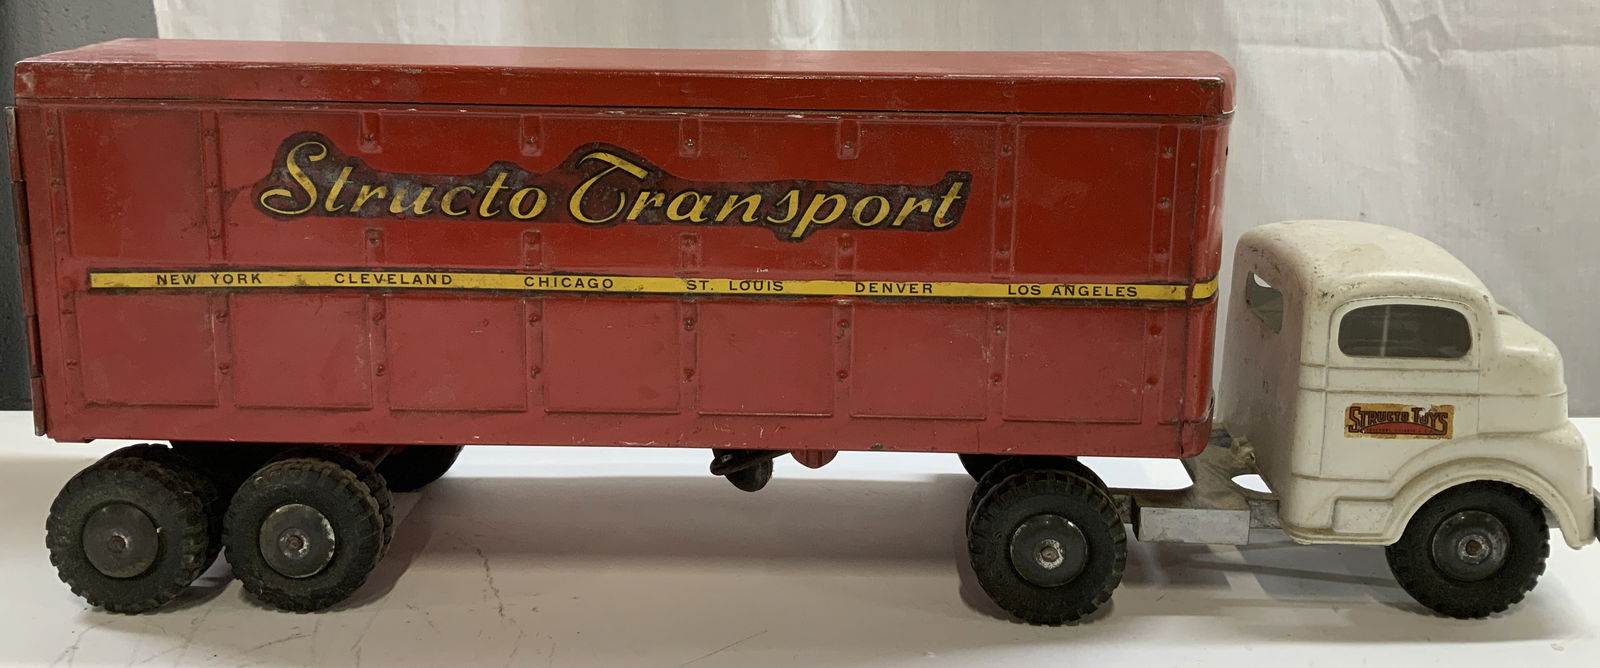 Structo Transport
NEW YORK CLEVELAND CHICAGO ST. LOUIS DENVER LOS ANGELES
STRUCTO TOYS